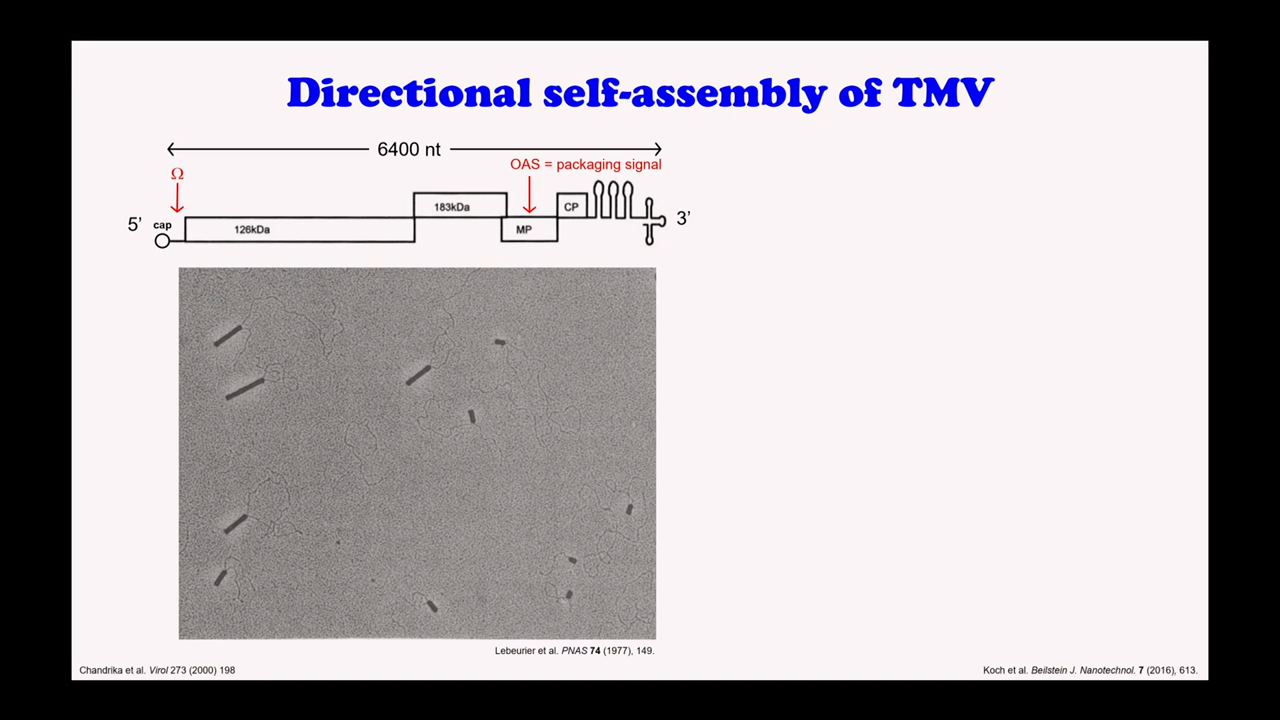 Directional self-assembly of TMV
6400 nt
OAS = packaging signal
Ω
183kDa
CP
5’
cap
3’
126kDa
MP
Lebeurier et al. PNAS 74 (1977), 149.
Chandrika et al. Virol 273 (2000) 198
Koch et al. Beilstein J. Nanotechnol. 7 (2016), 613.